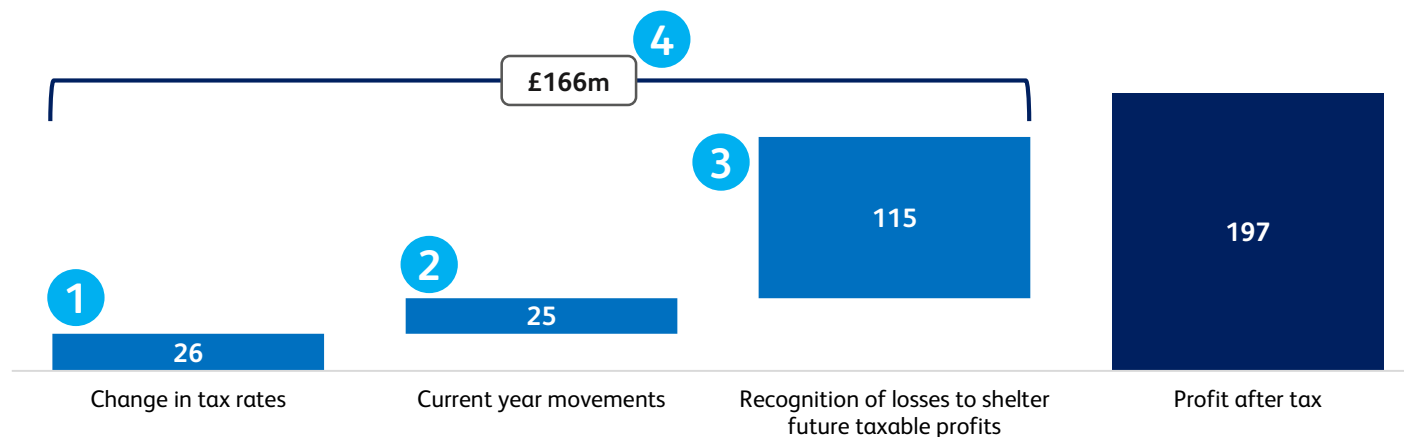 4
£166m
3
115
197
2
25
1
26
Change in tax rates
Current year movements
Recognition of losses to shelter
future taxable profits
Profit after tax